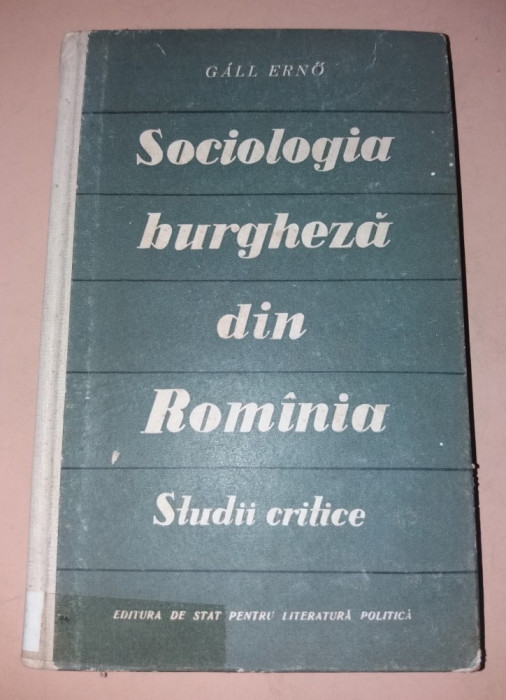 GÁLL ERNŐ
Sociologia
burgheză
din
Romînia
Studii critice
EDITURA DE STAT PENTRU LITERATURĂ POLITICĂ